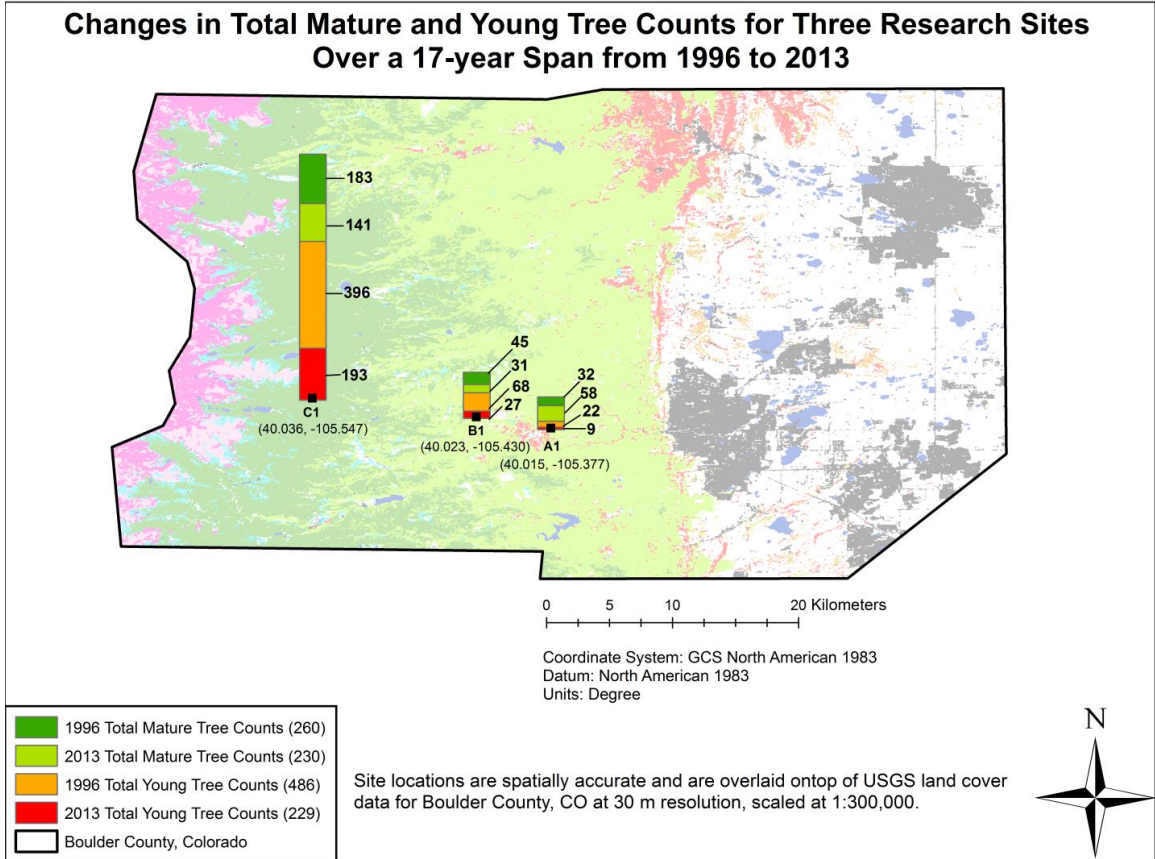 Changes in Total Mature and Young Tree Counts for Three Research Sites
Over a 17-year Span from 1996 to 2013
183
141
396
193
C1
(40.036, -105.547)
45
31
68
27
B1
(40.023, -105.430)
32
58
22
9
A1
(40.015, -105.377)
0 5 10 20 Kilometers
Coordinate System: GCS North American 1983
Datum: North American 1983
Units: Degree
1996 Total Mature Tree Counts (260)
2013 Total Mature Tree Counts (230)
1996 Total Young Tree Counts (486)
2013 Total Young Tree Counts (229)
Boulder County, Colorado
Site locations are spatially accurate and are overlaid ontop of USGS land cover
data for Boulder County, CO at 30 m resolution, scaled at 1:300,000.
N